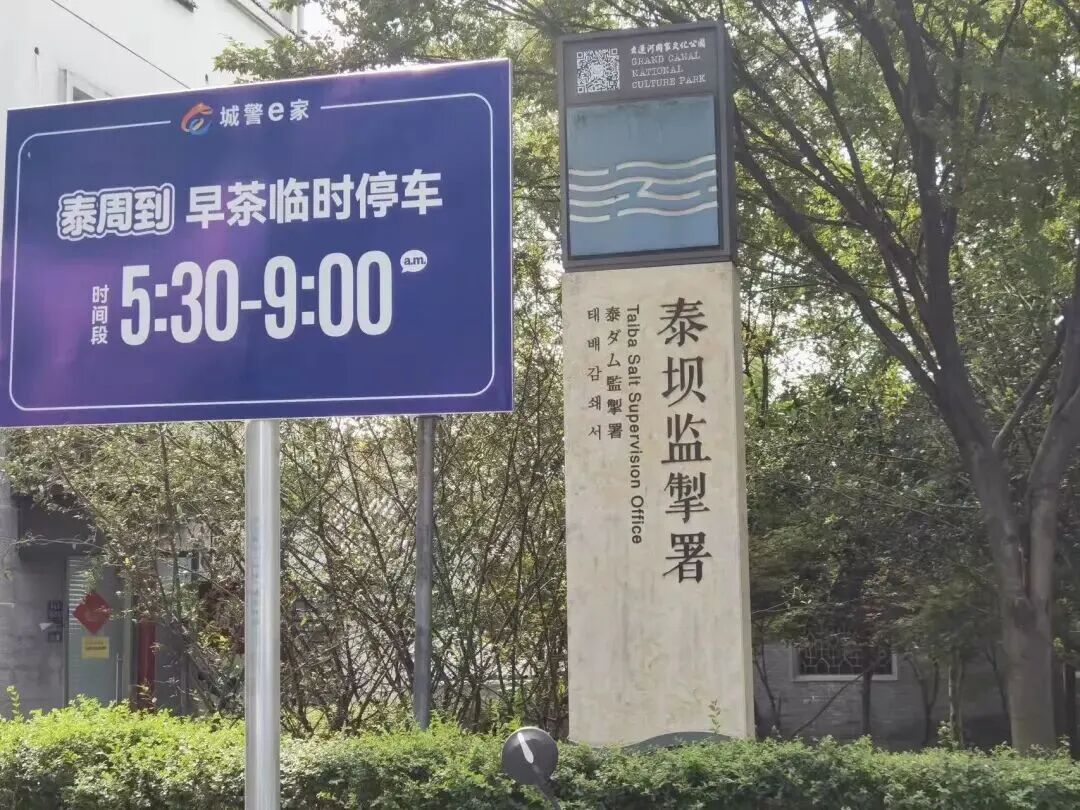 城警e家
泰周到 早茶临时停车
时间段 5:30-9:00 a.m.
大运河国家文化公园
GRAND CANAL
NATIONAL
CULTURE PARK
泰坝监掣署
Taiba Salt Supervision Office
泰ダム監掣署
태배감쇄서